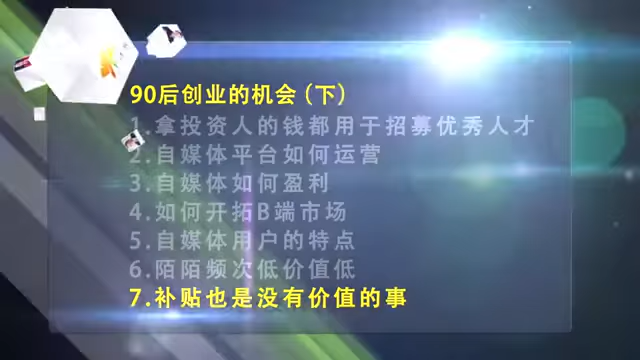 90后创业的机会(下)
1.拿投资人的钱都用于招募优秀人才
2.自媒体平台如何运营
3.自媒体如何盈利
4.如何开拓B端市场
5.自媒体用户的特点
6.陌陌频次低价值低
7.补贴也是没有价值的事